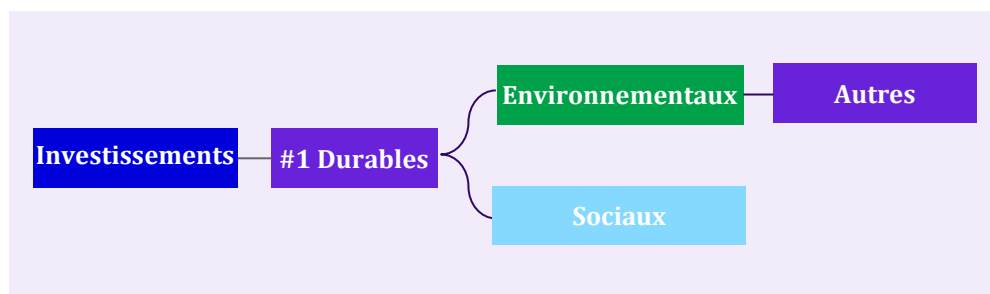 Investissements
#1 Durables
Environnementaux
Autres
Sociaux